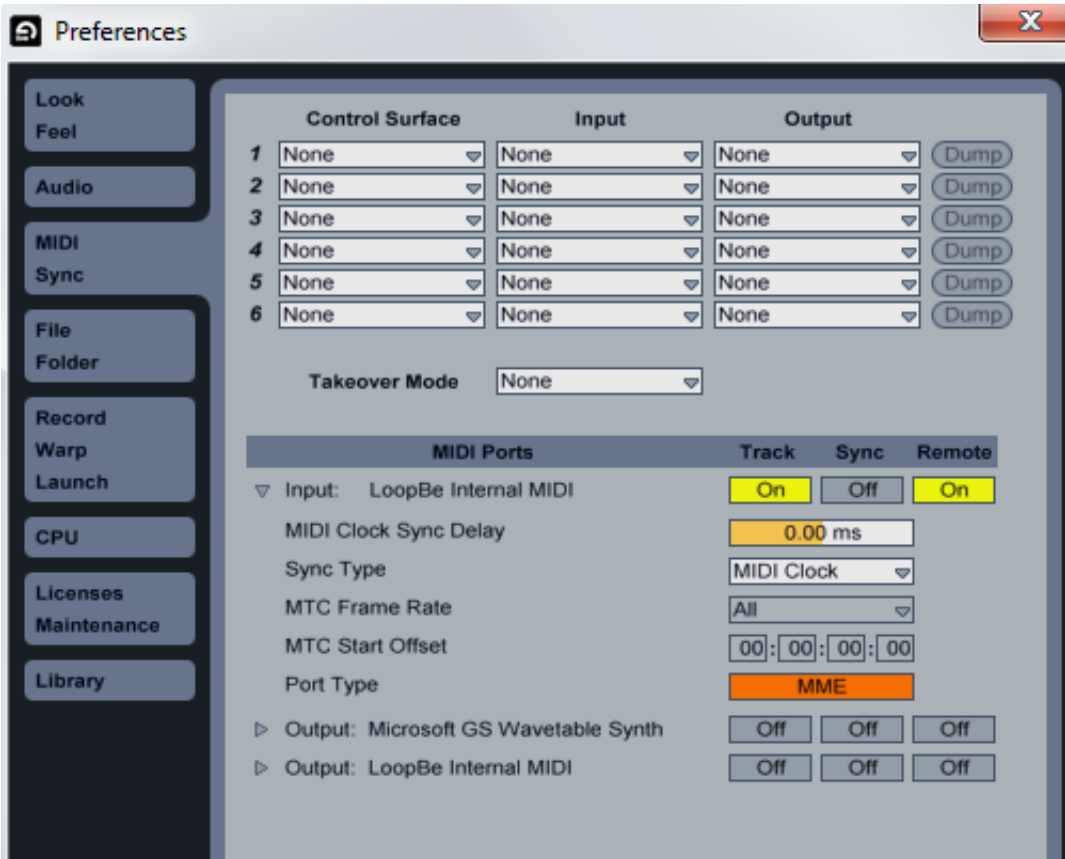 Preferences
Look
Feel
Audio
MIDI
Sync
File
Folder
Record
Warp
Launch
CPU
Licenses
Maintenance
Library
Control Surface Input Output
1 None None None Dump
2 None None None Dump
3 None None None Dump
4 None None None Dump
5 None None None Dump
6 None None None Dump
Takeover Mode None
MIDI Ports Track Sync Remote
Input: LoopBe Internal MIDI On Off On
MIDI Clock Sync Delay 0.00 ms
Sync Type MIDI Clock
MTC Frame Rate All
MTC Start Offset 00: 00: 00: 00
Port Type MME
Output: Microsoft GS Wavetable Synth Off Off Off
Output: LoopBe Internal MIDI Off Off Off